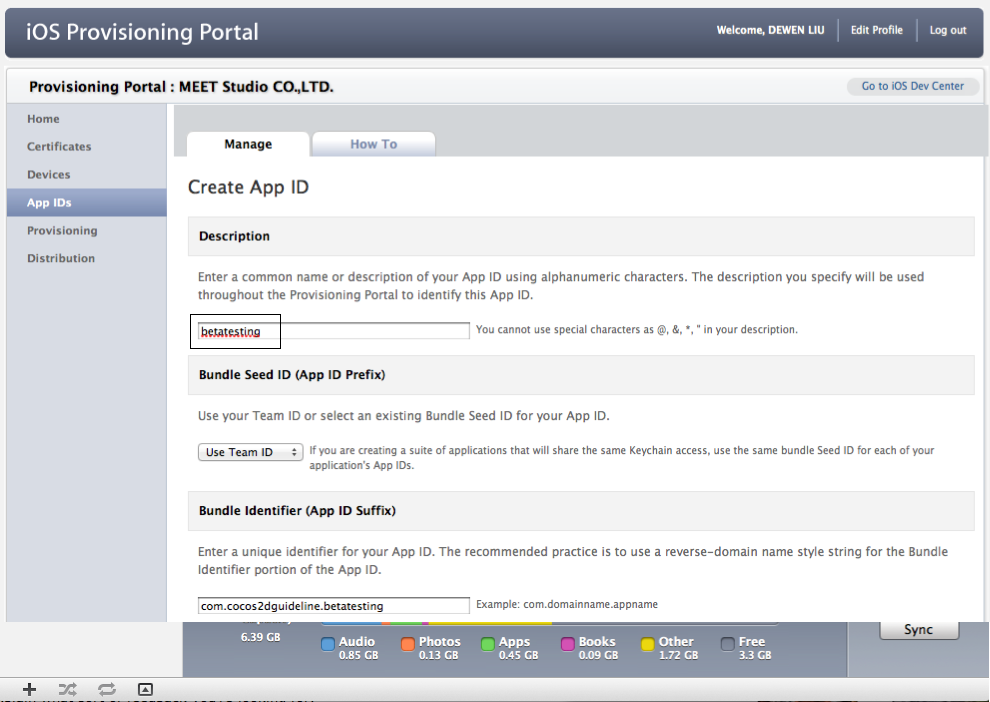 iOS Provisioning Portal
Welcome, DEWEN LIU
Edit Profile
Log out
Provisioning Portal : MEET Studio CO.,LTD.
Go to iOS Dev Center
Home
Certificates
Devices
App IDs
Provisioning
Distribution
Manage
How To
Create App ID
Description
Enter a common name or description of your App ID using alphanumeric characters. The description you specify will be used
throughout the Provisioning Portal to identify this App ID.
betatesting
You cannot use special characters as @, &, *, " in your description.
Bundle Seed ID (App ID Prefix)
Use your Team ID or select an existing Bundle Seed ID for your App ID.
Use Team ID
If you are creating a suite of applications that will share the same Keychain access, use the same bundle Seed ID for each of your
application's App IDs.
Bundle Identifier (App ID Suffix)
Enter a unique identifier for your App ID. The recommended practice is to use a reverse-domain name style string for the Bundle
Identifier portion of the App ID.
com.cocos2dguideline.betatesting
Example: com.domainname.appname
6.39 GB
Audio
0.85 GB
Photos
0.13 GB
Apps
0.45 GB
Books
0.09 GB
Other
1.72 GB
Free
3.3 GB
Sync